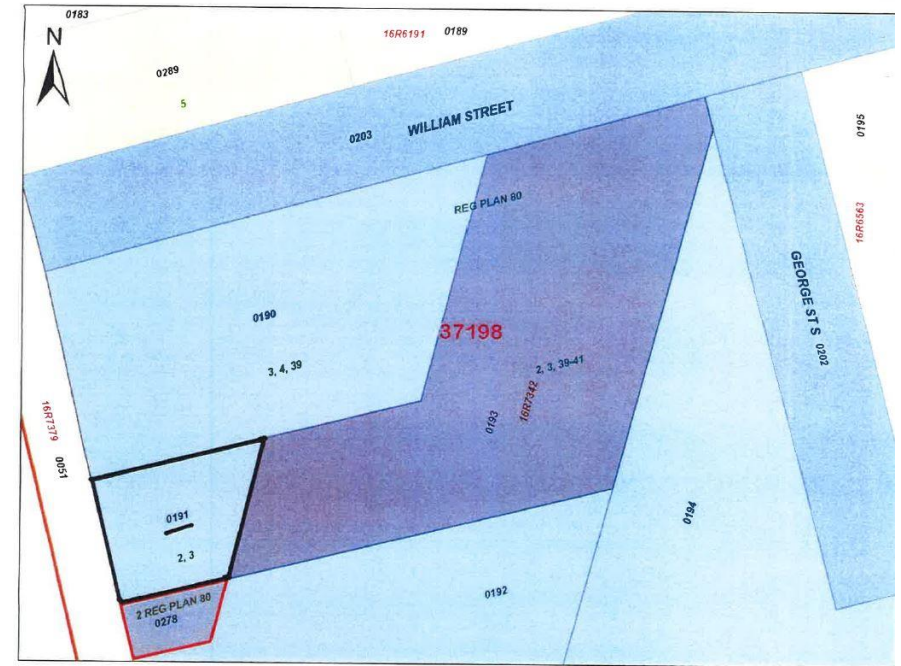 0183
N
16R6191 0189
0289
5
0203 WILLIAM STREET
0195
REG PLAN 80
16R6563
GEORGE ST S 0202
0190
37198
3, 4, 39
2, 3, 39-41
16R7342
0193
16R7379
0051
0191
2, 3
0194
0192
2 REG PLAN 80
0278